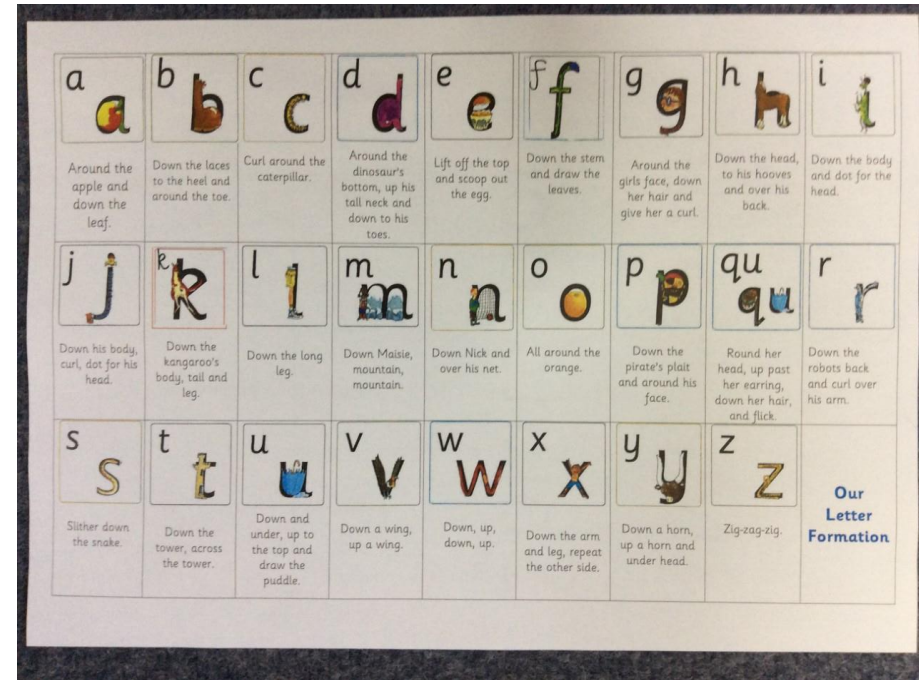 a
Around the
apple and
down the
leaf.
b
Down the laces
to the heel and
around the toe.
c
Curl around the
caterpillar.
d
Around the
dinosaur's
bottom, up his
tall neck and
down to his
toes.
e
Lift off the top
and scoop out
the egg.
f
Down the stem
and draw the
leaves.
g
Around the
girls face, down
her hair and
give her a curl.
h
Down the head,
to his hooves
and over his
back.
i
Down the body
and dot for the
head.
j
Down his body,
curl, dot for his
head.
k
Down the
kangaroo's
body, tail and
leg.
l
Down the long
leg.
m
Down Maisie,
mountain,
mountain.
n
Down Nick and
over his net.
o
All around the
orange.
p
Down the
pirate's plait
and around his
face.
qu
Round her
head, up past
her earring,
down her hair,
and flick.
r
Down the
robots back
and curl over
his arm.
s
Slither down
the snake.
t
Down the
tower, across
the tower.
u
Down and
under, up to
the top and
draw the
puddle.
v
Down a wing,
up a wing.
w
Down, up,
down, up.
x
Down the arm
and leg, repeat
the other side.
y
Down a horn,
up a horn and
under head.
z
Zig-zag-zig.
Our
Letter
Formation